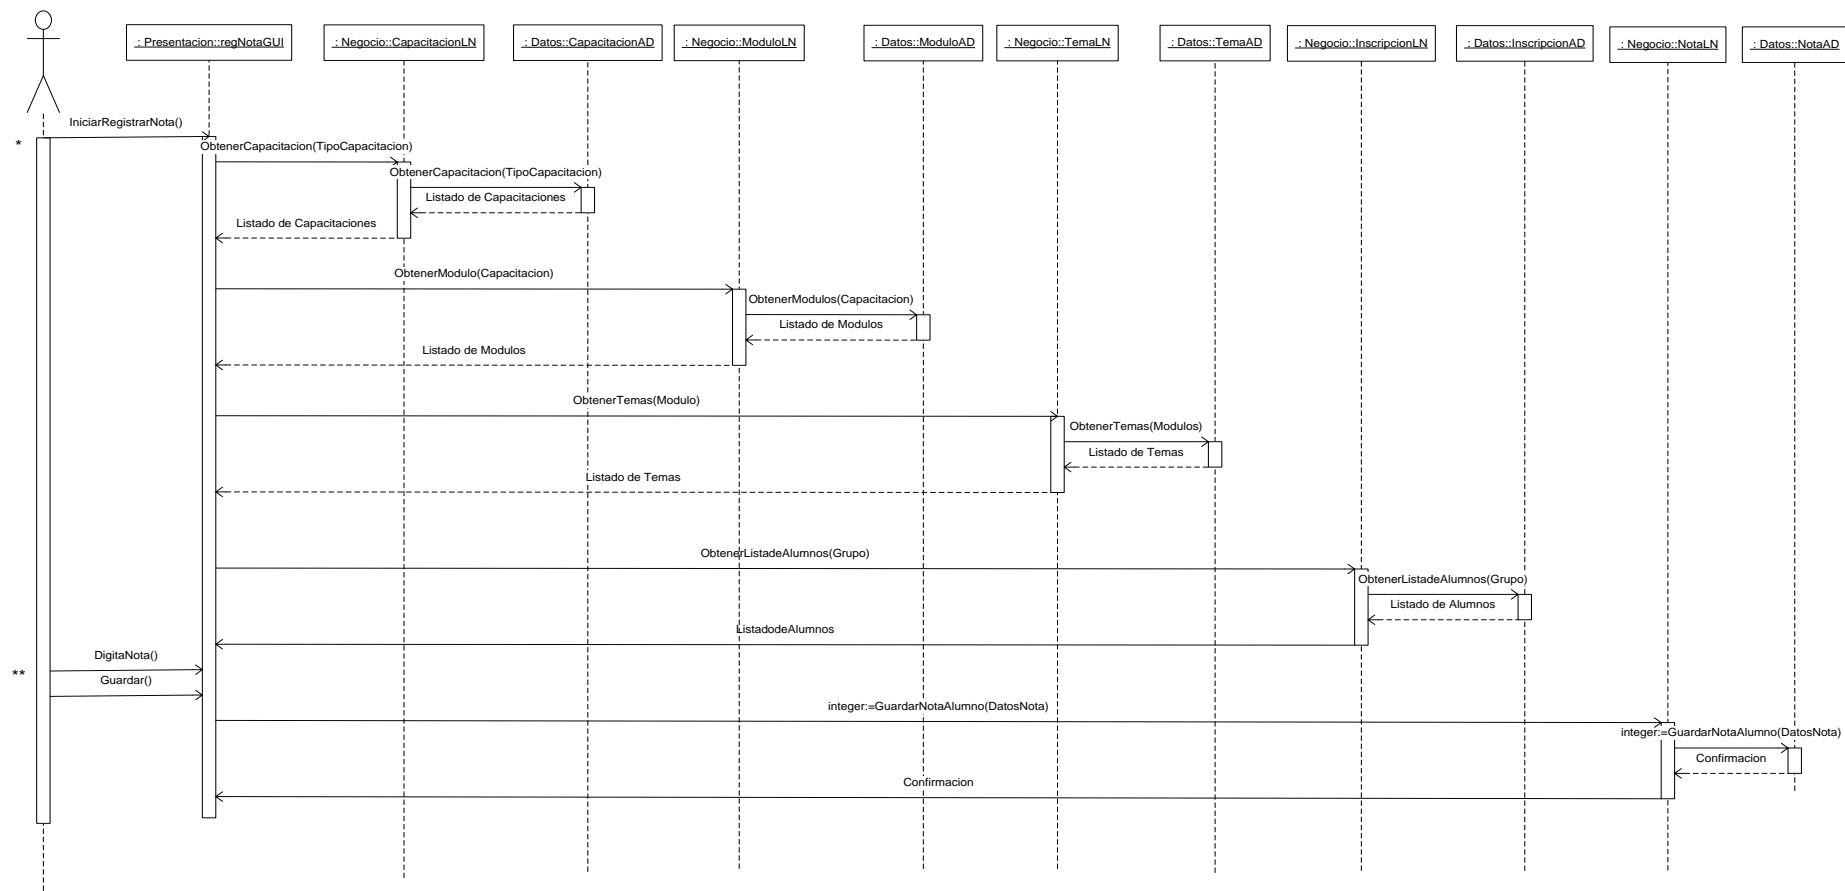 : Presentacion::regNotaGUI
: Negocio::CapacitacionLN
: Datos::CapacitacionAD
: Negocio::ModuloLN
: Datos::ModuloAD
: Negocio::TemaLN
: Datos::TemaAD
: Negocio::InscripcionLN
: Datos::InscripcionAD
: Negocio::NotaLN
: Datos::NotaAD
IniciarRegistrarNota()
*
ObtenerCapacitacion(TipoCapacitacion)
ObtenerCapacitacion(TipoCapacitacion)
Listado de Capacitaciones
Listado de Capacitaciones
ObtenerModulo(Capacitacion)
ObtenerModulos(Capacitacion)
Listado de Modulos
Listado de Modulos
ObtenerTemas(Modulo)
ObtenerTemas(Modulos)
Listado de Temas
Listado de Temas
ObtenerListadeAlumnos(Grupo)
ObtenerListadeAlumnos(Grupo)
Listado de Alumnos
ListadodeAlumnos
DigitaNota()
**
Guardar()
integer:=GuardarNotaAlumno(DatosNota)
integer:=GuardarNotaAlumno(DatosNota)
Confirmacion
Confirmacion